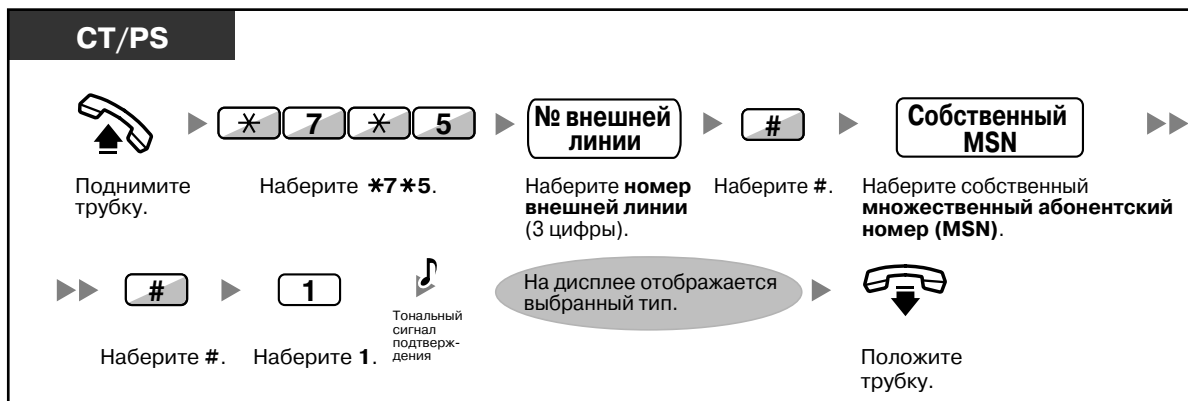 CT/PS
✳ 7 ✳ 5
№ внешней
линии
#
Собственный
MSN
Поднимите
трубку.
Наберите ✳7✳5.
Наберите номер
внешней линии
(3 цифры).
Наберите #.
Наберите собственный
множественный абонентский
номер (MSN).
#
1
Тональный
сигнал
подтверж-
дения
На дисплее отображается
выбранный тип.
Наберите #.
Наберите 1.
Положите
трубку.